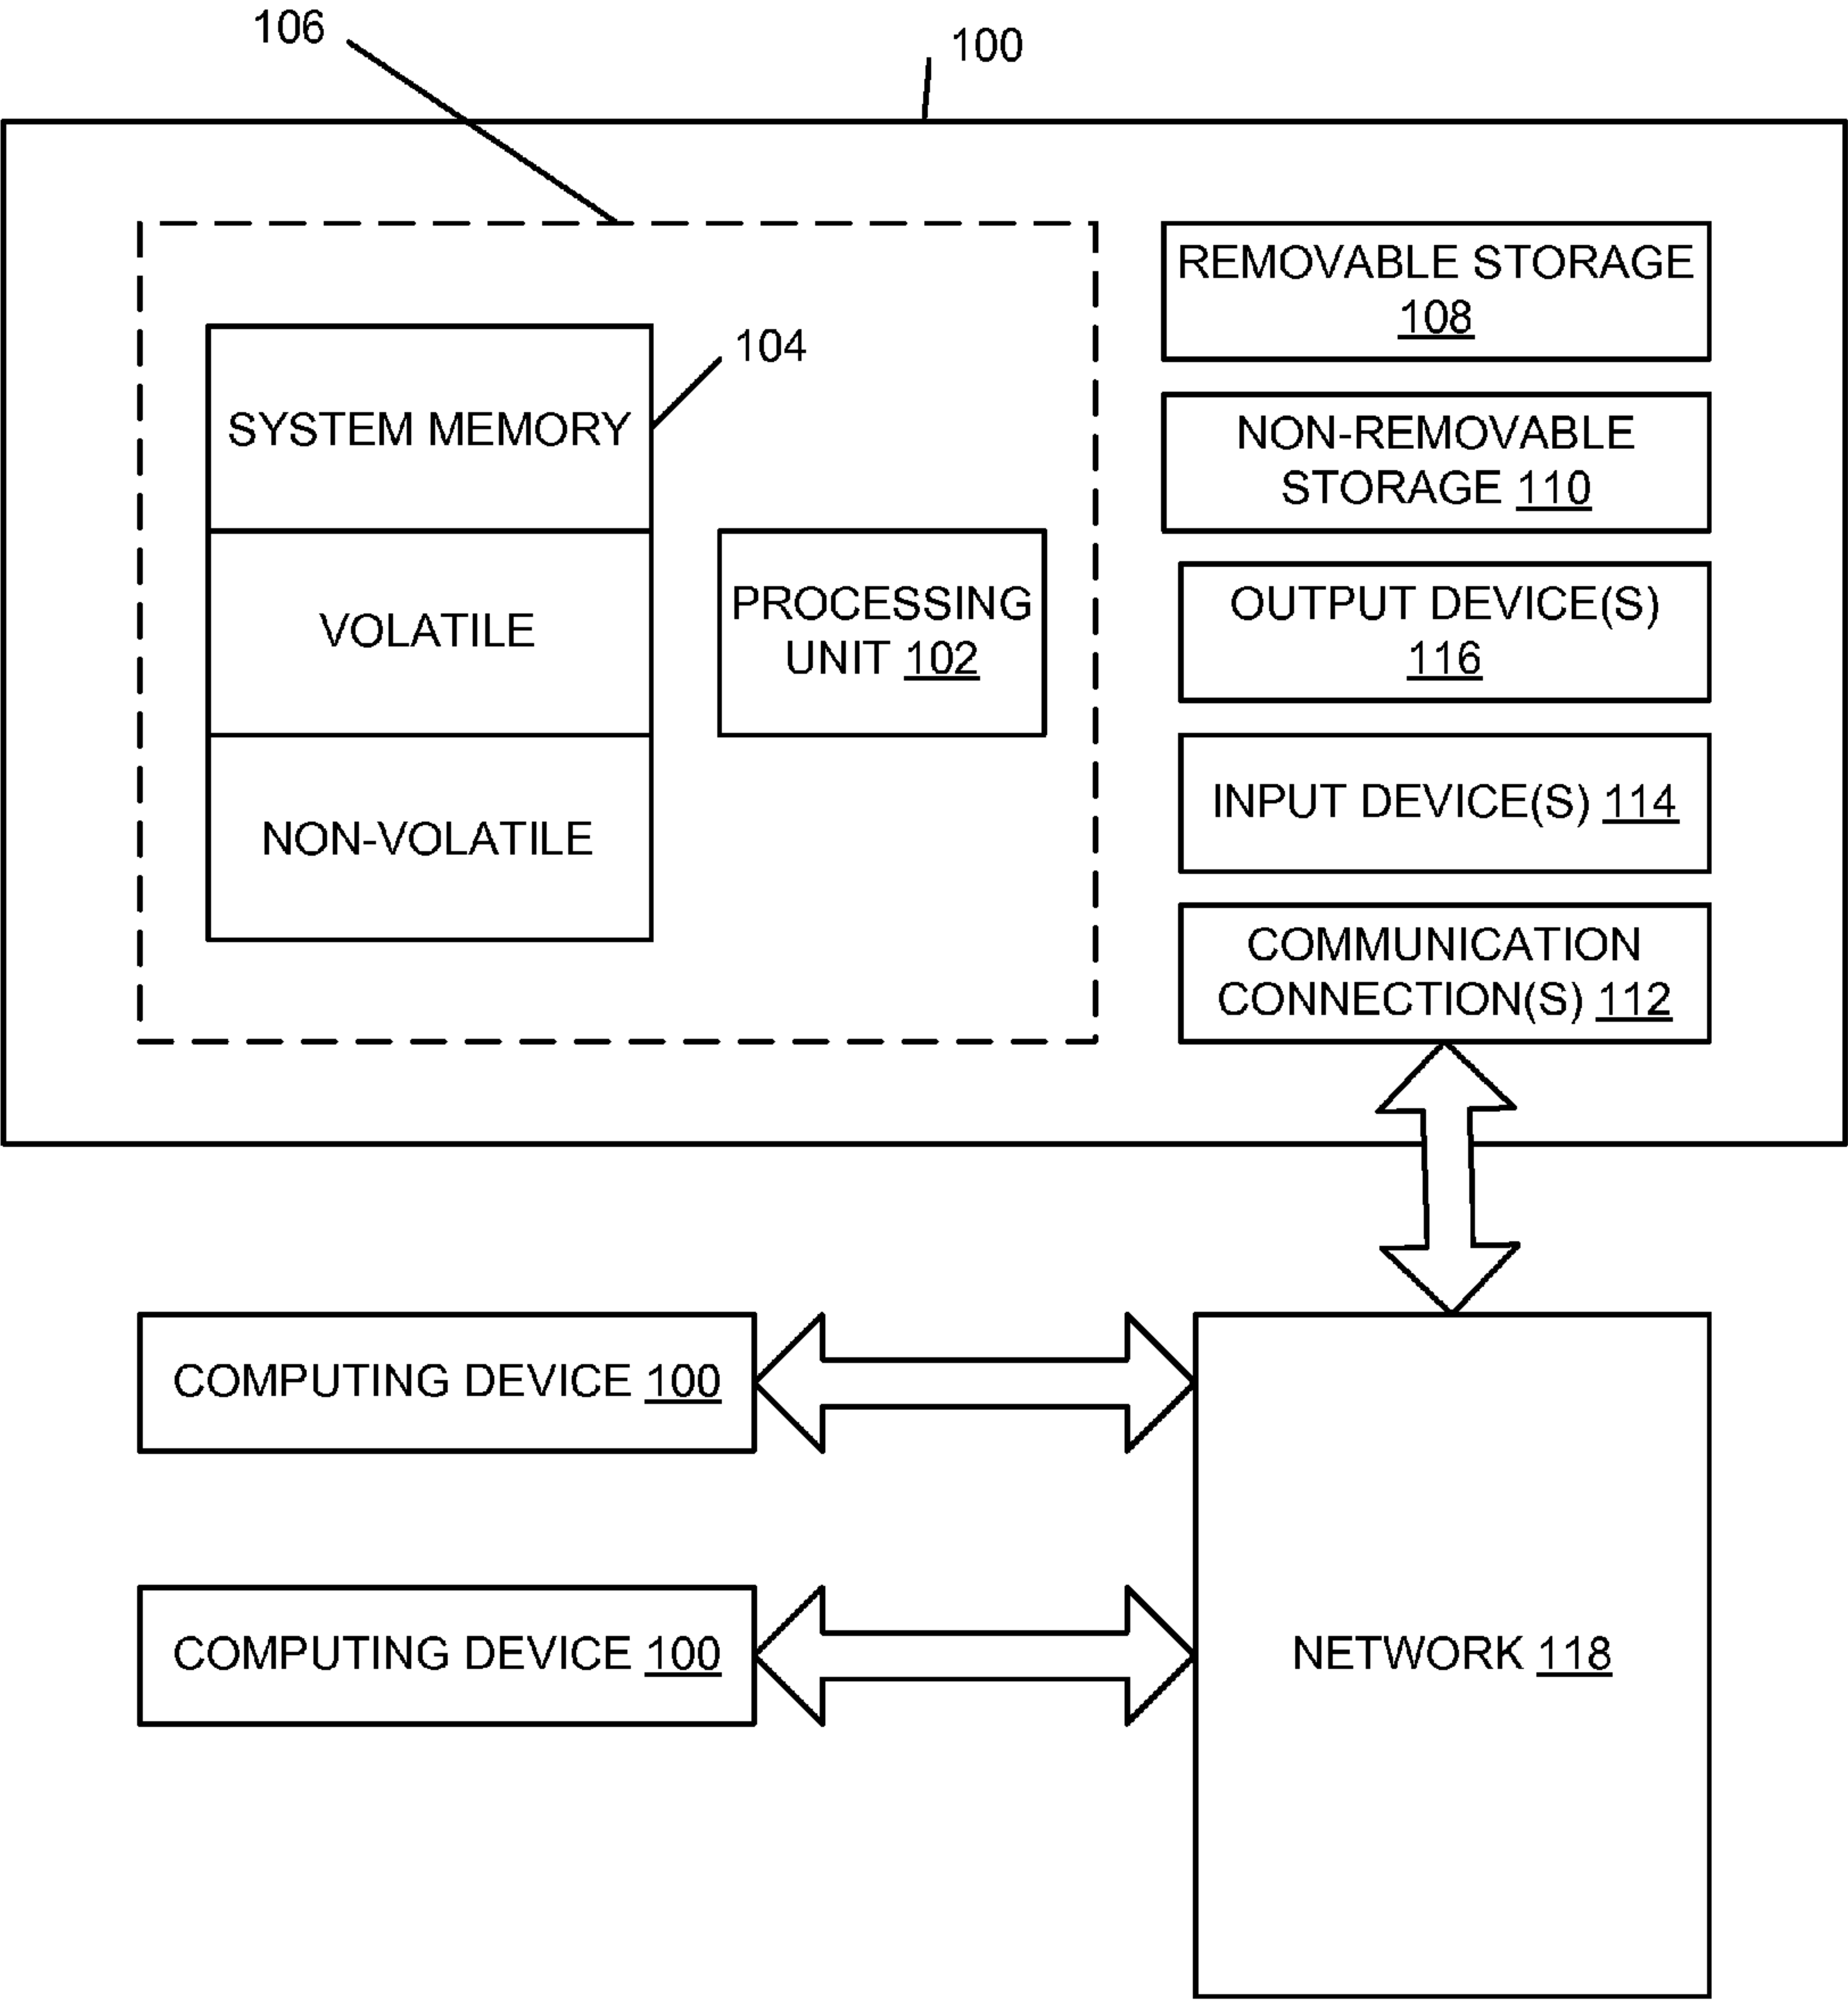 106
100
REMOVABLE STORAGE
108
104
SYSTEM MEMORY
NON-REMOVABLE
STORAGE 110
VOLATILE
PROCESSING
UNIT 102
OUTPUT DEVICE(S)
116
NON-VOLATILE
INPUT DEVICE(S) 114
COMMUNICATION
CONNECTION(S) 112
COMPUTING DEVICE 100
COMPUTING DEVICE 100
NETWORK 118